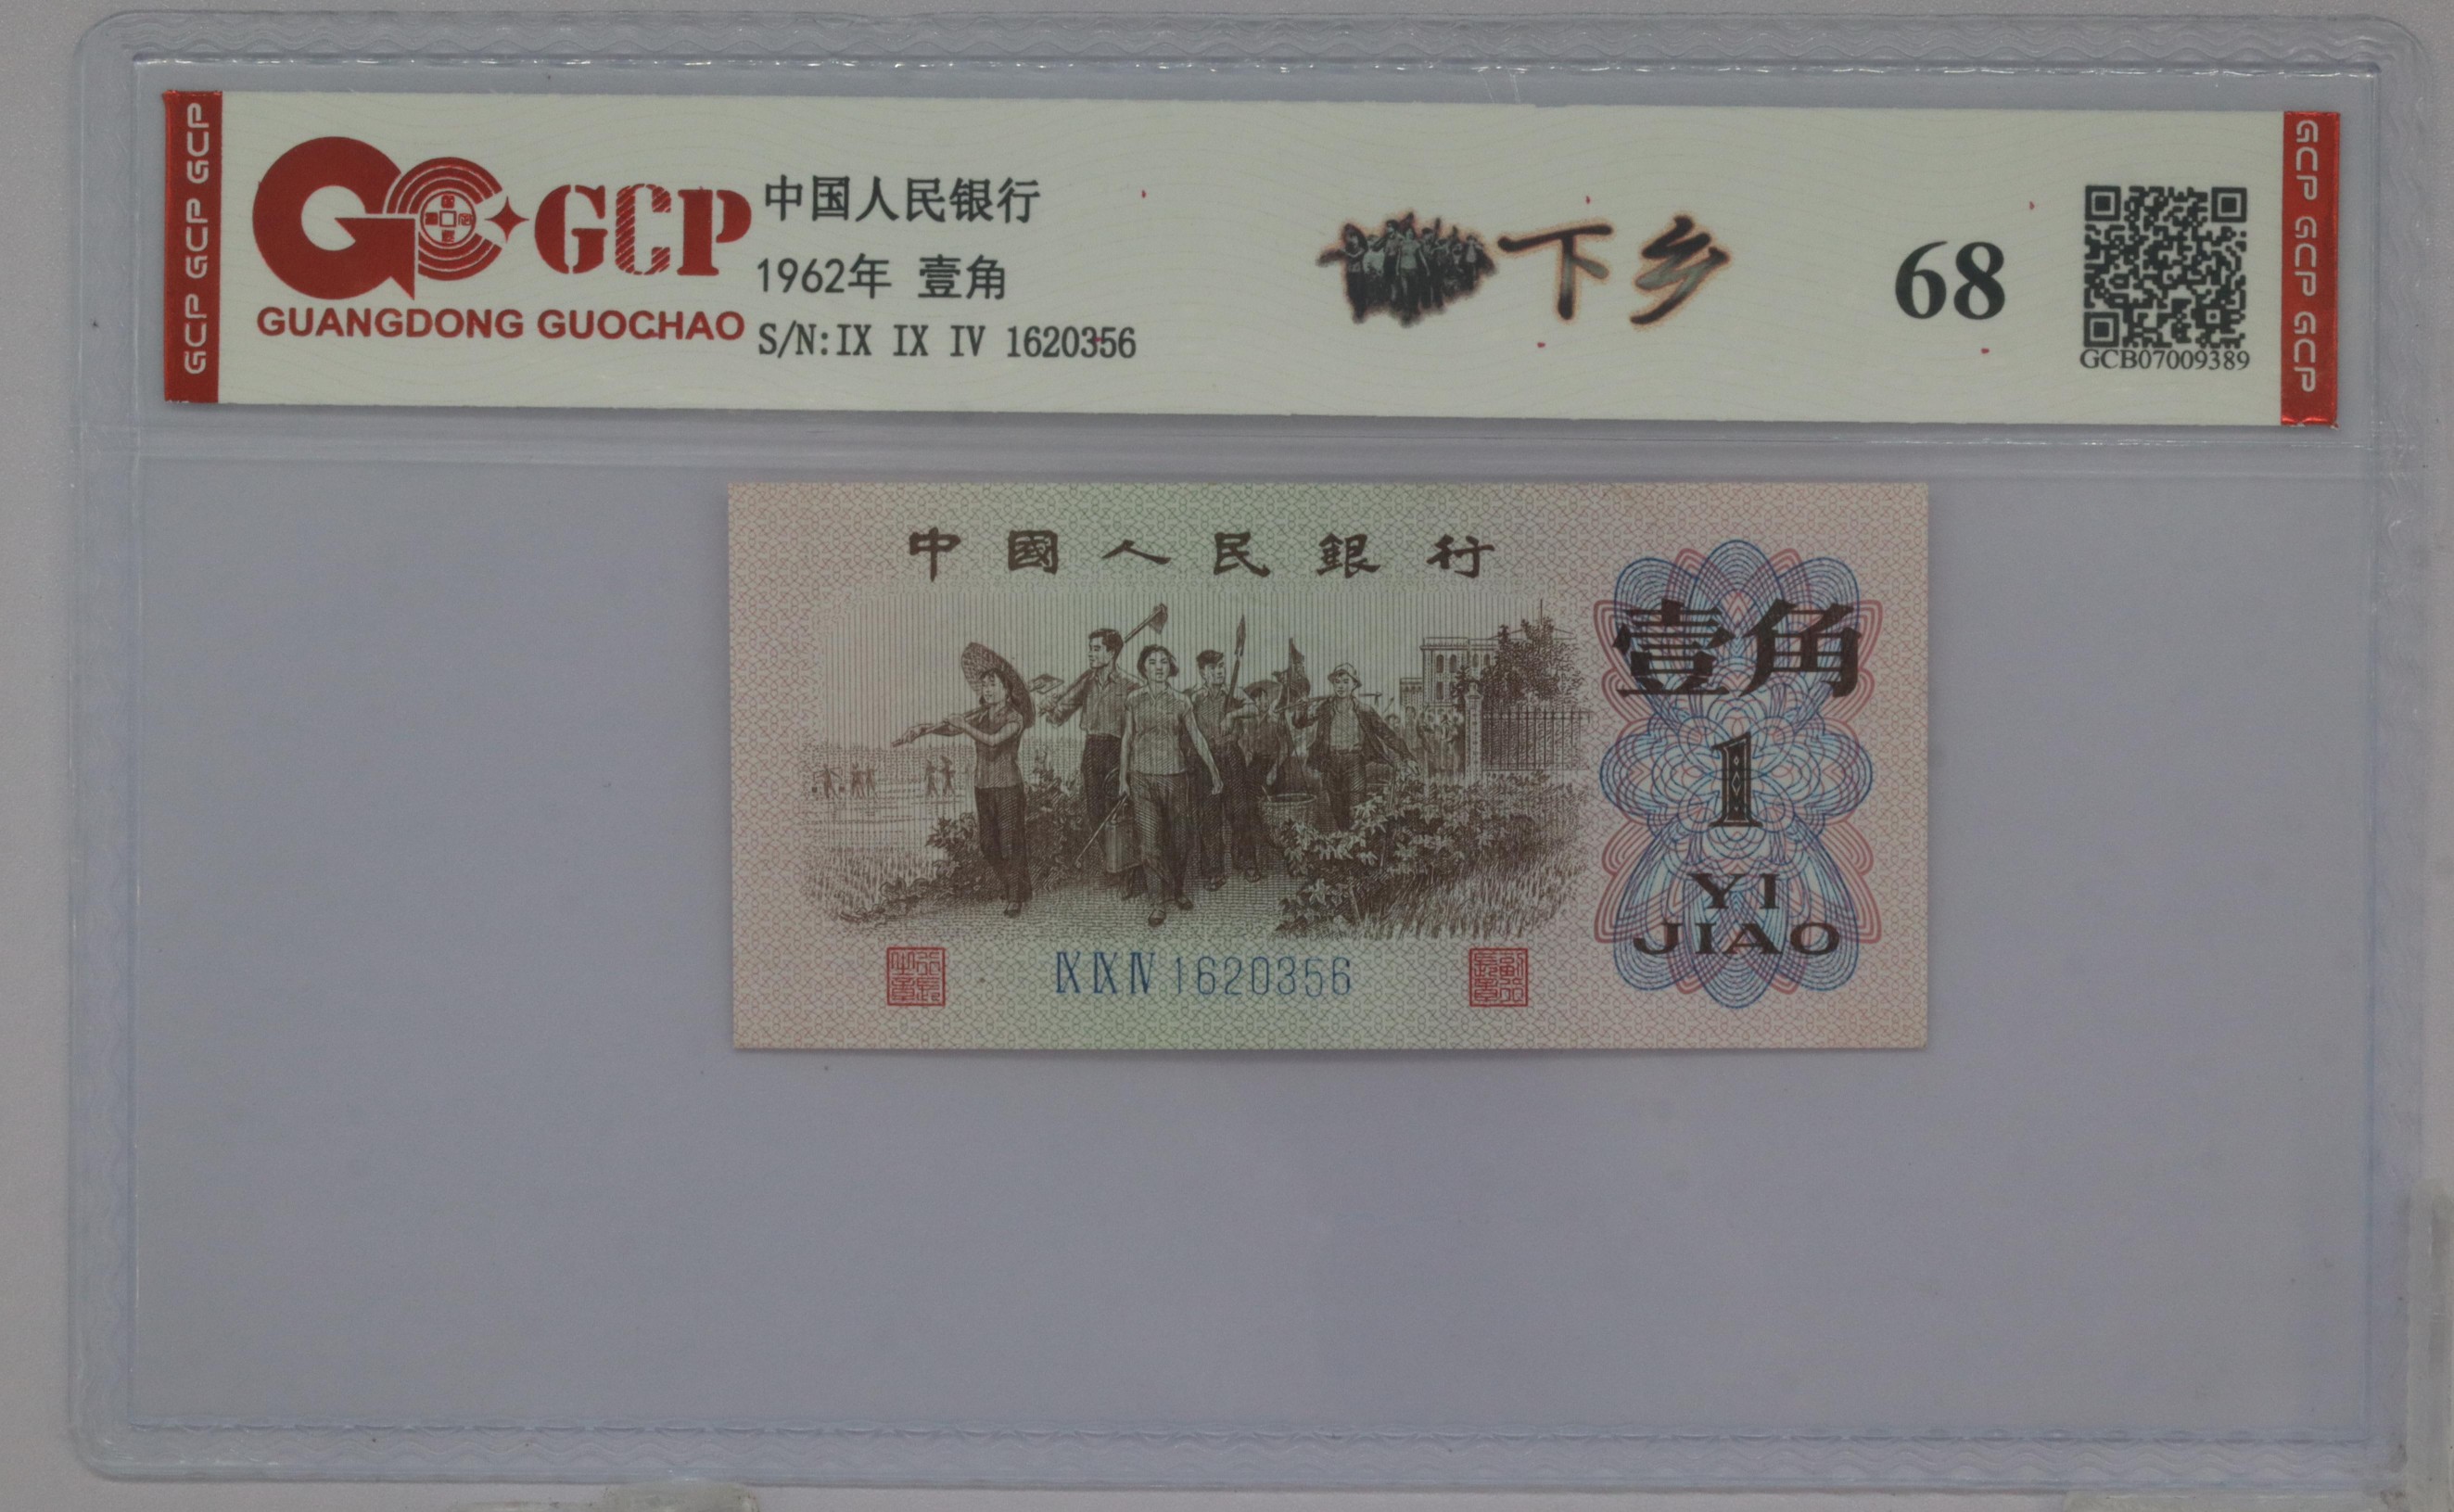 GCP GCP GCP
GCP
GUANGDONG GUOCHAO
中国人民银行
1962年 壹角
S/N:IX IX IV 1620356
下乡
68
GCB07009389
GCP GCP GCP
中國人民銀行
壹角
1
YI
JIAO
IX IX IV 1620356